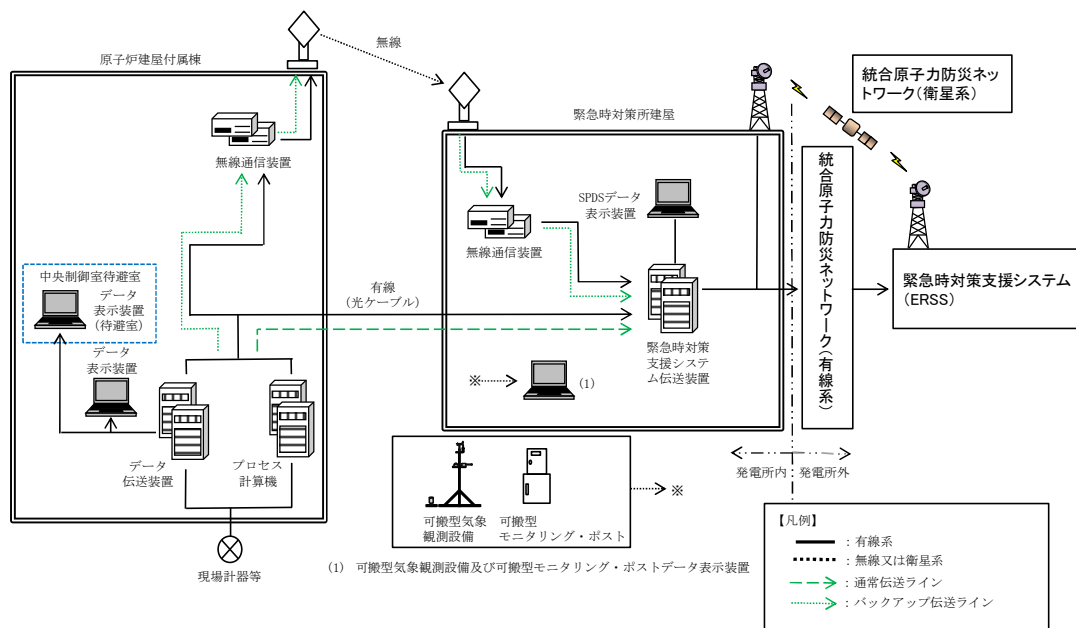 原子炉建屋付属棟
無線
無線通信装置
中央制御室待避室
データ
表示装置
(待避室)
データ
表示装置
データ
伝送装置
プロセス
計算機
現場計器等
有線
(光ケーブル)
緊急時対策所建屋
無線通信装置
SPDSデータ
表示装置
緊急時対策
支援システ
ム伝送装置
※
(1)
可搬型気象
観測設備
可搬型
モニタリング・ポスト
※
(1) 可搬型気象観測設備及び可搬型モニタリング・ポストデータ表示装置
統合原子力防災ネッ
トワーク(衛星系)
統合原子力防災ネットワーク(有線系)
緊急時対策支援システム
(ERSS)
発電所内
発電所外
【凡例】
：有線系
：無線又は衛星系
：通常伝送ライン
：バックアップ伝送ライン